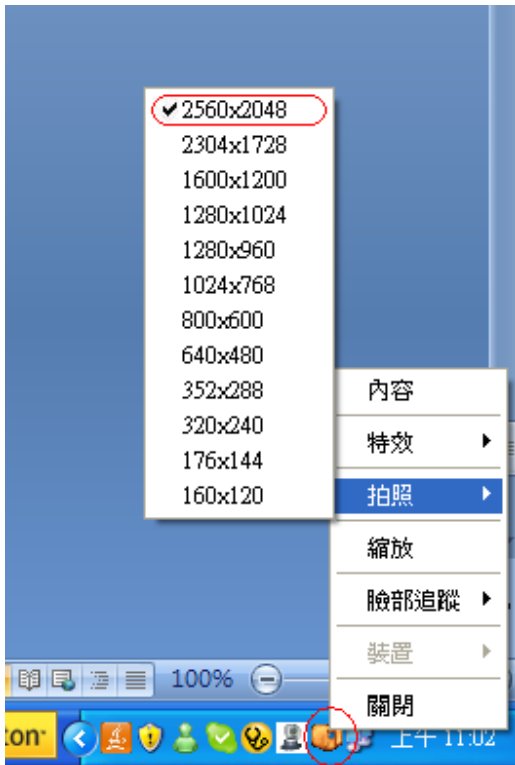 2560x2048
2304x1728
1600x1200
1280x1024
1280x960
1024x768
800x600
640x480
352x288
320x240
176x144
160x120
內容
特效
拍照
縮放
臉部追蹤
裝置
關閉
100%
ton
上午 11:02